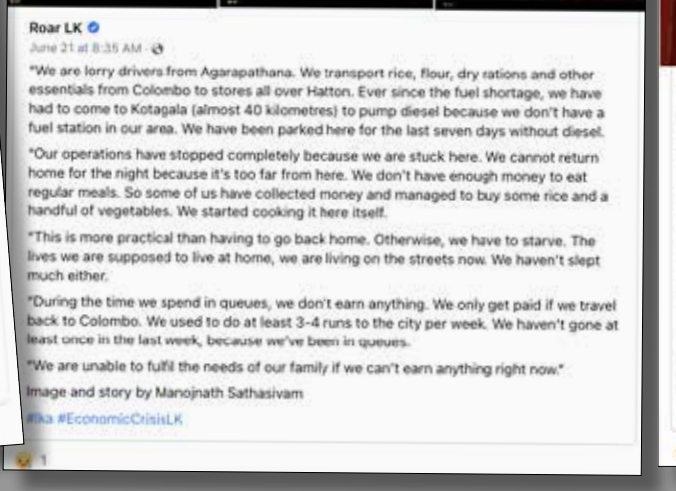 Roar LK
June 21 at 8:35 AM
"We are lorry drivers from Agarapathana. We transport rice, flour, dry rations and other
essentials from Colombo to stores all over Hatton. Ever since the fuel shortage, we have
had to come to Kotagala (almost 40 kilometres) to pump diesel because we don't have a
fuel station in our area. We have been parked here for the last seven days without diesel.
"Our operations have stopped completely because we are stuck here. We cannot return
home for the night because it's too far from here. We don't have enough money to eat
regular meals. So some of us have collected money and managed to buy some rice and a
handful of vegetables. We started cooking it here itself.
"This is more practical than having to go back home. Otherwise, we have to starve. The
lives we are supposed to live at home, we are living on the streets now. We haven't slept
much either.
"During the time we spend in queues, we don't earn anything. We only get paid if we travel
back to Colombo. We used to do at least 3-4 runs to the city per week. We haven't gone at
least once in the last week, because we've been in queues.
"We are unable to fulfil the needs of our family if we can't earn anything right now."
Image and story by Manojnath Sathasivam
#lka #EconomicCrisisLK
1